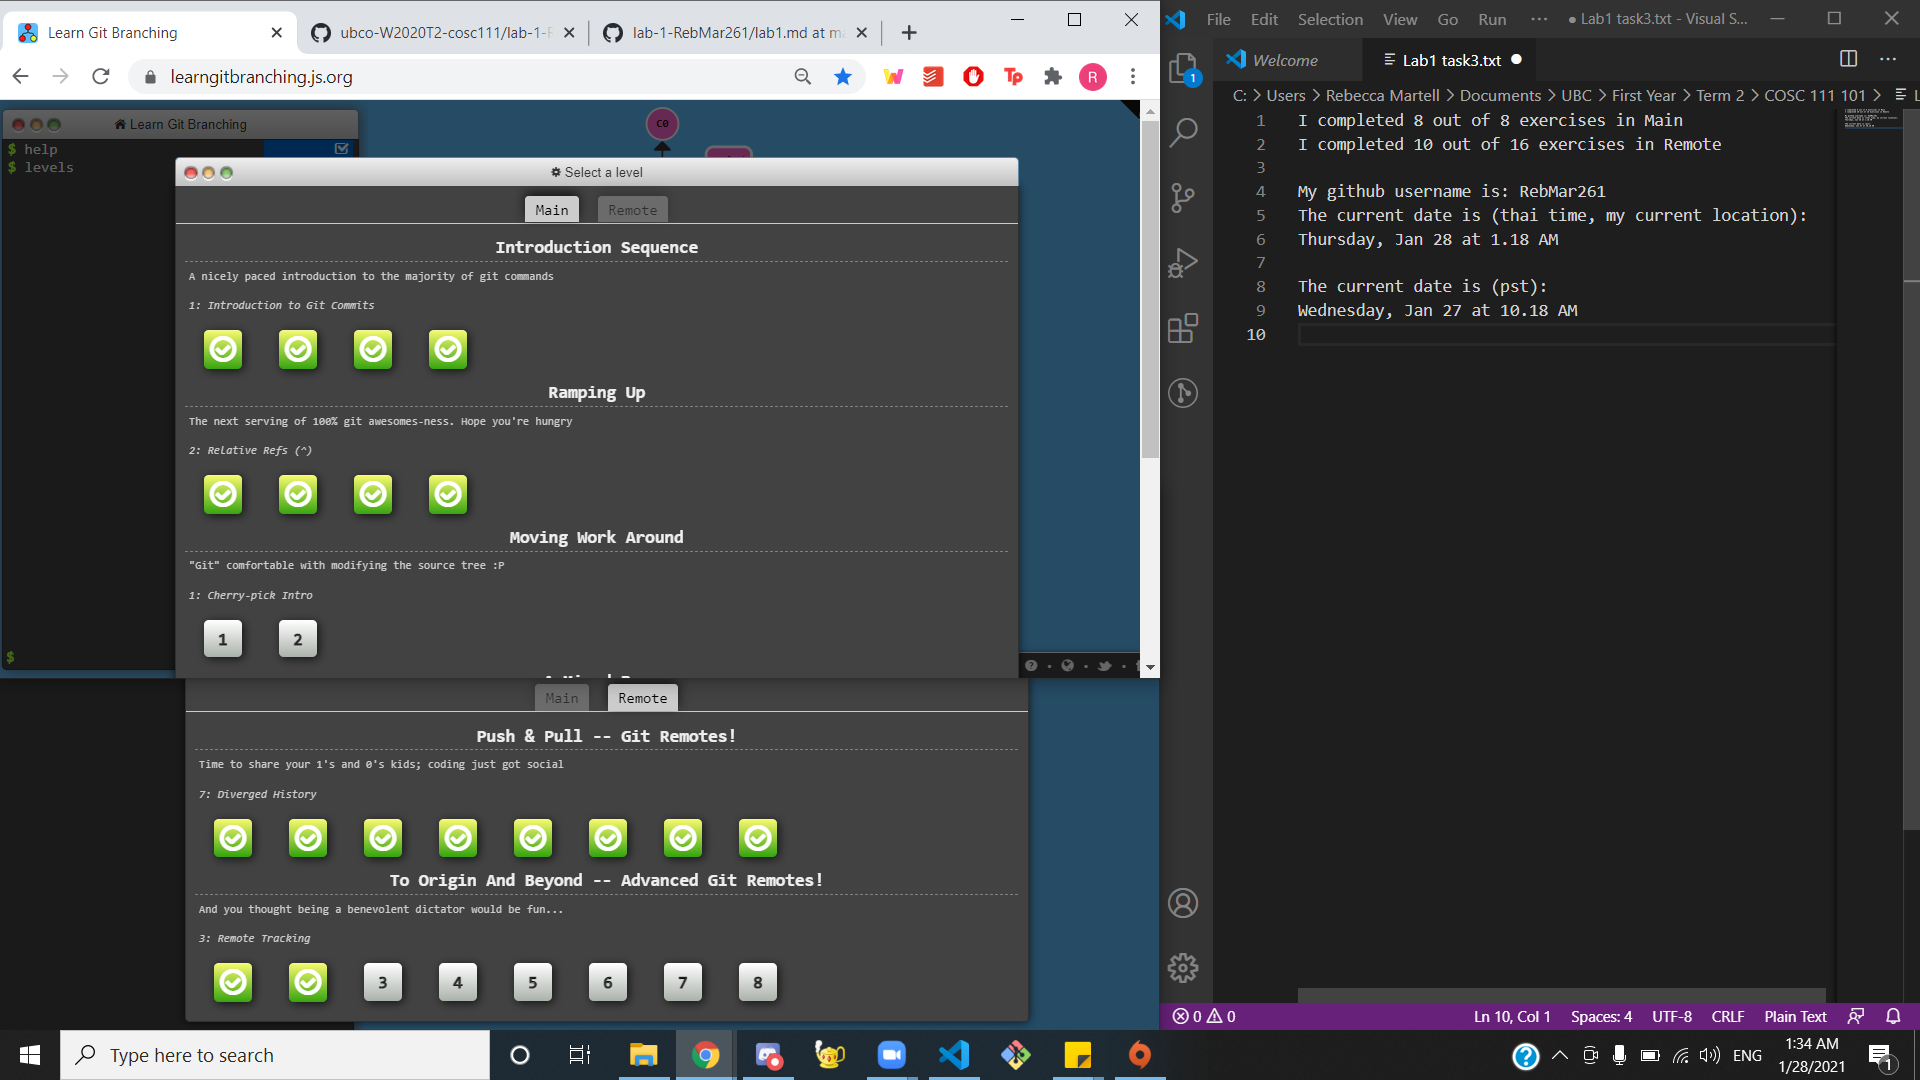 Learn Git Branching
ubco-W2020T2-cosc111/lab-1-R
lab-1-RebMar261/lab1.md at ma
learngitbranching.js.org
R
Learn Git Branching
$ help
$ levels
$
C0
Select a level
Main
Remote
Introduction Sequence
A nicely paced introduction to the majority of git commands
1: Introduction to Git Commits
Ramping Up
The next serving of 100% git awesomes-ness. Hope you're hungry
2: Relative Refs (^)
Moving Work Around
"Git" comfortable with modifying the source tree :P
1: Cherry-pick Intro
1 2
Main
Remote
Push & Pull -- Git Remotes!
Time to share your 1's and 0's kids; coding just got social
7: Diverged History
To Origin And Beyond -- Advanced Git Remotes!
And you thought being a benevolent dictator would be fun...
3: Remote Tracking
3 4 5 6 7 8
File Edit Selection View Go Run ··· ● Lab1 task3.txt - Visual S...
1
Welcome
Lab1 task3.txt
C: > Users > Rebecca Martell > Documents > UBC > First Year > Term 2 > COSC 111 101 > L
1 I completed 8 out of 8 exercises in Main
2 I completed 10 out of 16 exercises in Remote
3
4 My github username is: RebMar261
5 The current date is (thai time, my current location):
6 Thursday, Jan 28 at 1.18 AM
7
8 The current date is (pst):
9 Wednesday, Jan 27 at 10.18 AM
10
0 0
Ln 10, Col 1 Spaces: 4 UTF-8 CRLF Plain Text
Type here to search
ENG
1:34 AM
1/28/2021
1